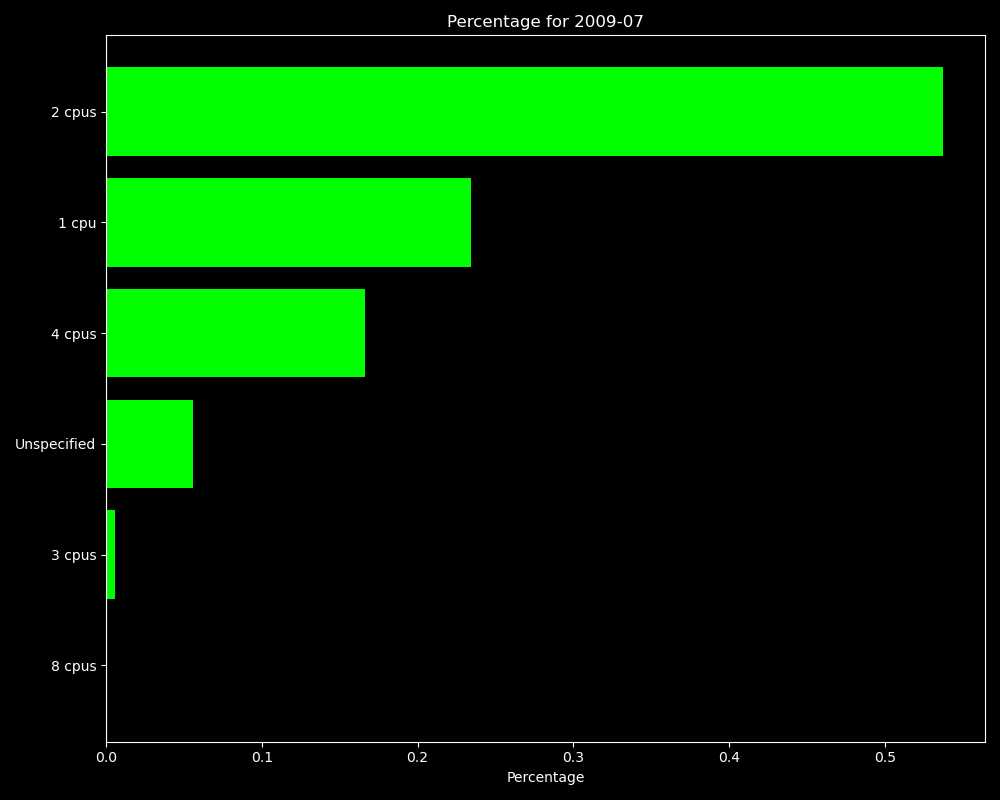 Percentage for 2009-07
2 cpus
1 cpu
4 cpus
Unspecified
3 cpus
8 cpus
0.0 0.1 0.2 0.3 0.4 0.5
Percentage